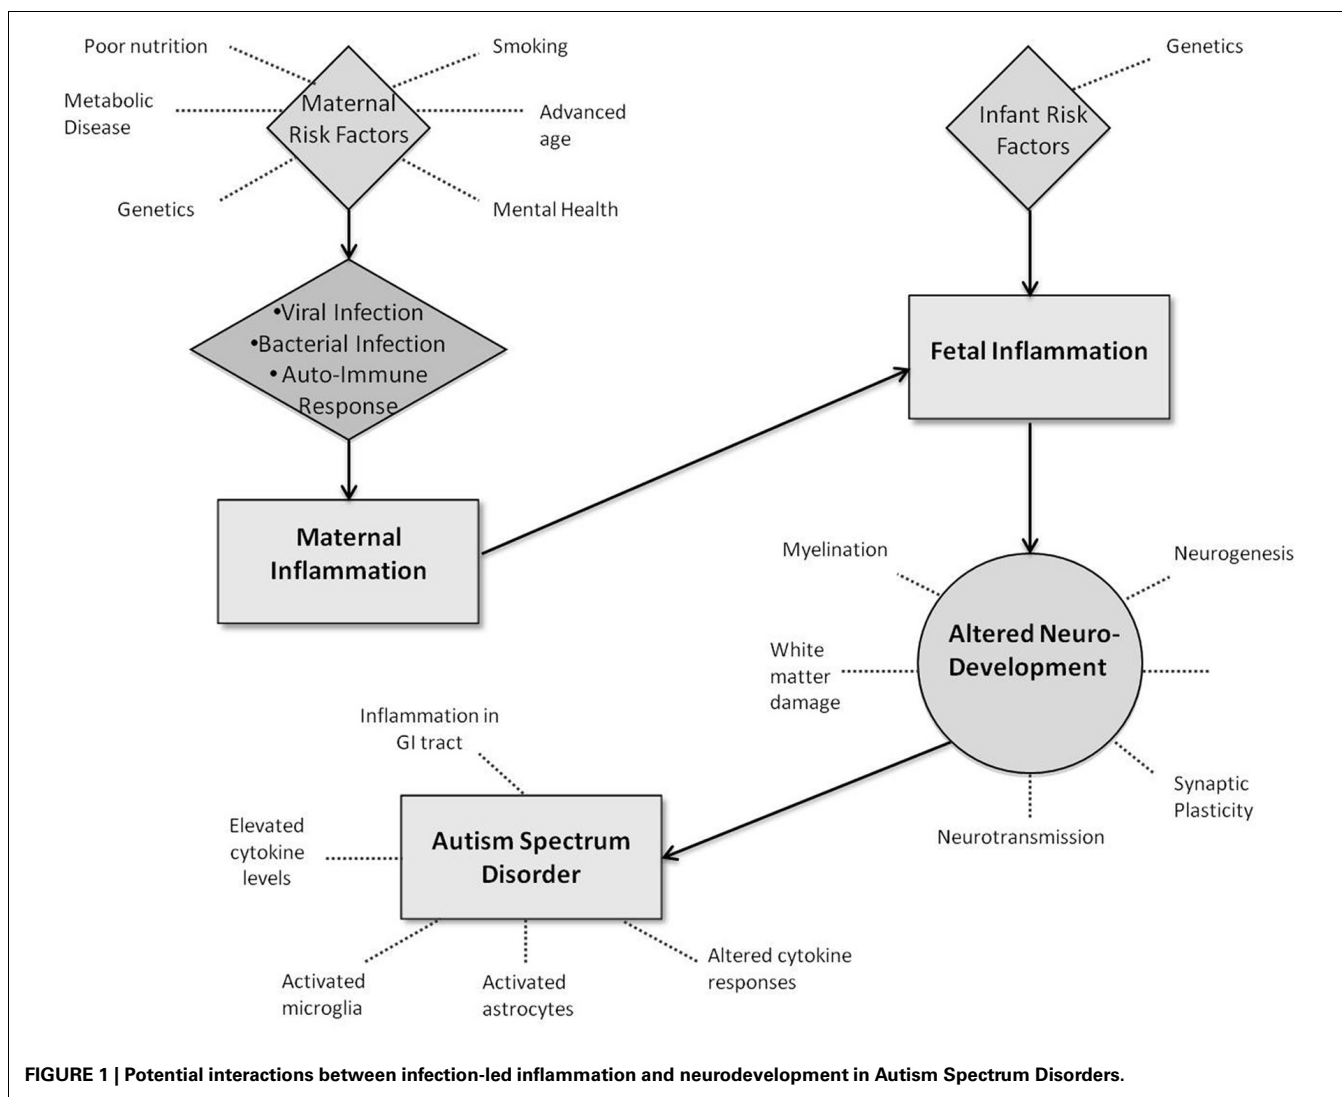 Poor nutrition
Smoking
Metabolic
Disease
Maternal
Risk Factors
Advanced
age
Genetics
Mental Health
Genetics
Infant Risk
Factors
•Viral Infection
•Bacterial Infection
• Auto-Immune
Response
Maternal
Inflammation
Fetal Inflammation
Myelination
Neurogenesis
White
matter
damage
Altered Neuro-
Development
Synaptic
Plasticity
Neurotransmission
Inflammation in
GI tract
Elevated
cytokine
levels
Autism Spectrum
Disorder
Activated
microglia
Activated
astrocytes
Altered cytokine
responses
FIGURE 1 | Potential interactions between infection-led inflammation and neurodevelopment in Autism Spectrum Disorders.